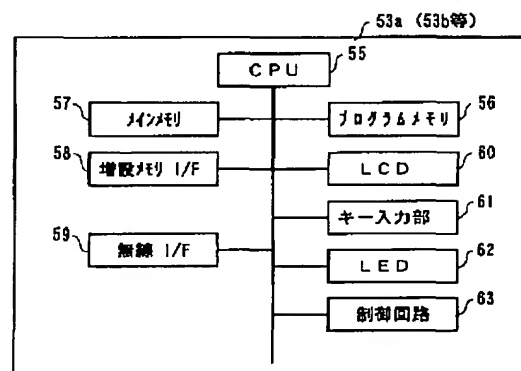 53a (53b等)
55
CPU
57
メインメモリ
プログラムメモリ
56
58
増設メモリ I/F
LCD
60
キー入力部
61
59
無線 I/F
LED
62
制御回路
63